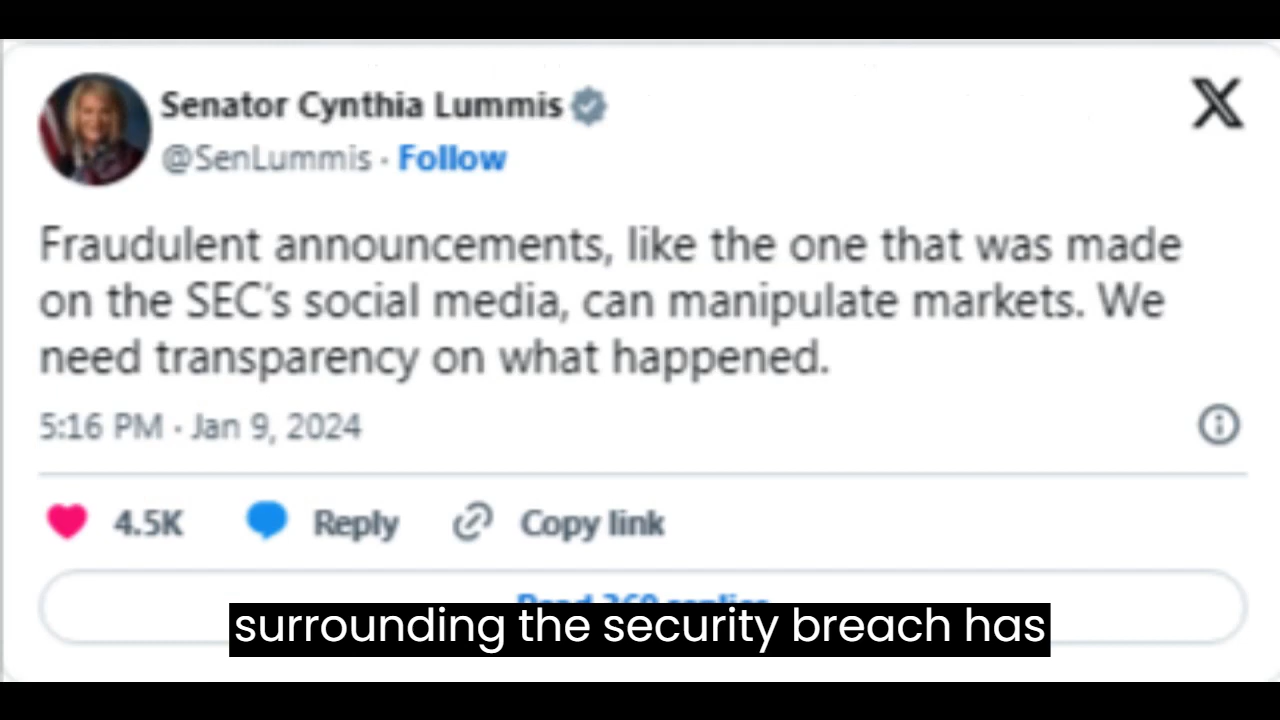 Senator Cynthia Lummis
@SenLummis · Follow
Fraudulent announcements, like the one that was made
on the SEC’s social media, can manipulate markets. We
need transparency on what happened.
5:16 PM · Jan 9, 2024
4.5K Reply Copy link
surrounding the security breach has